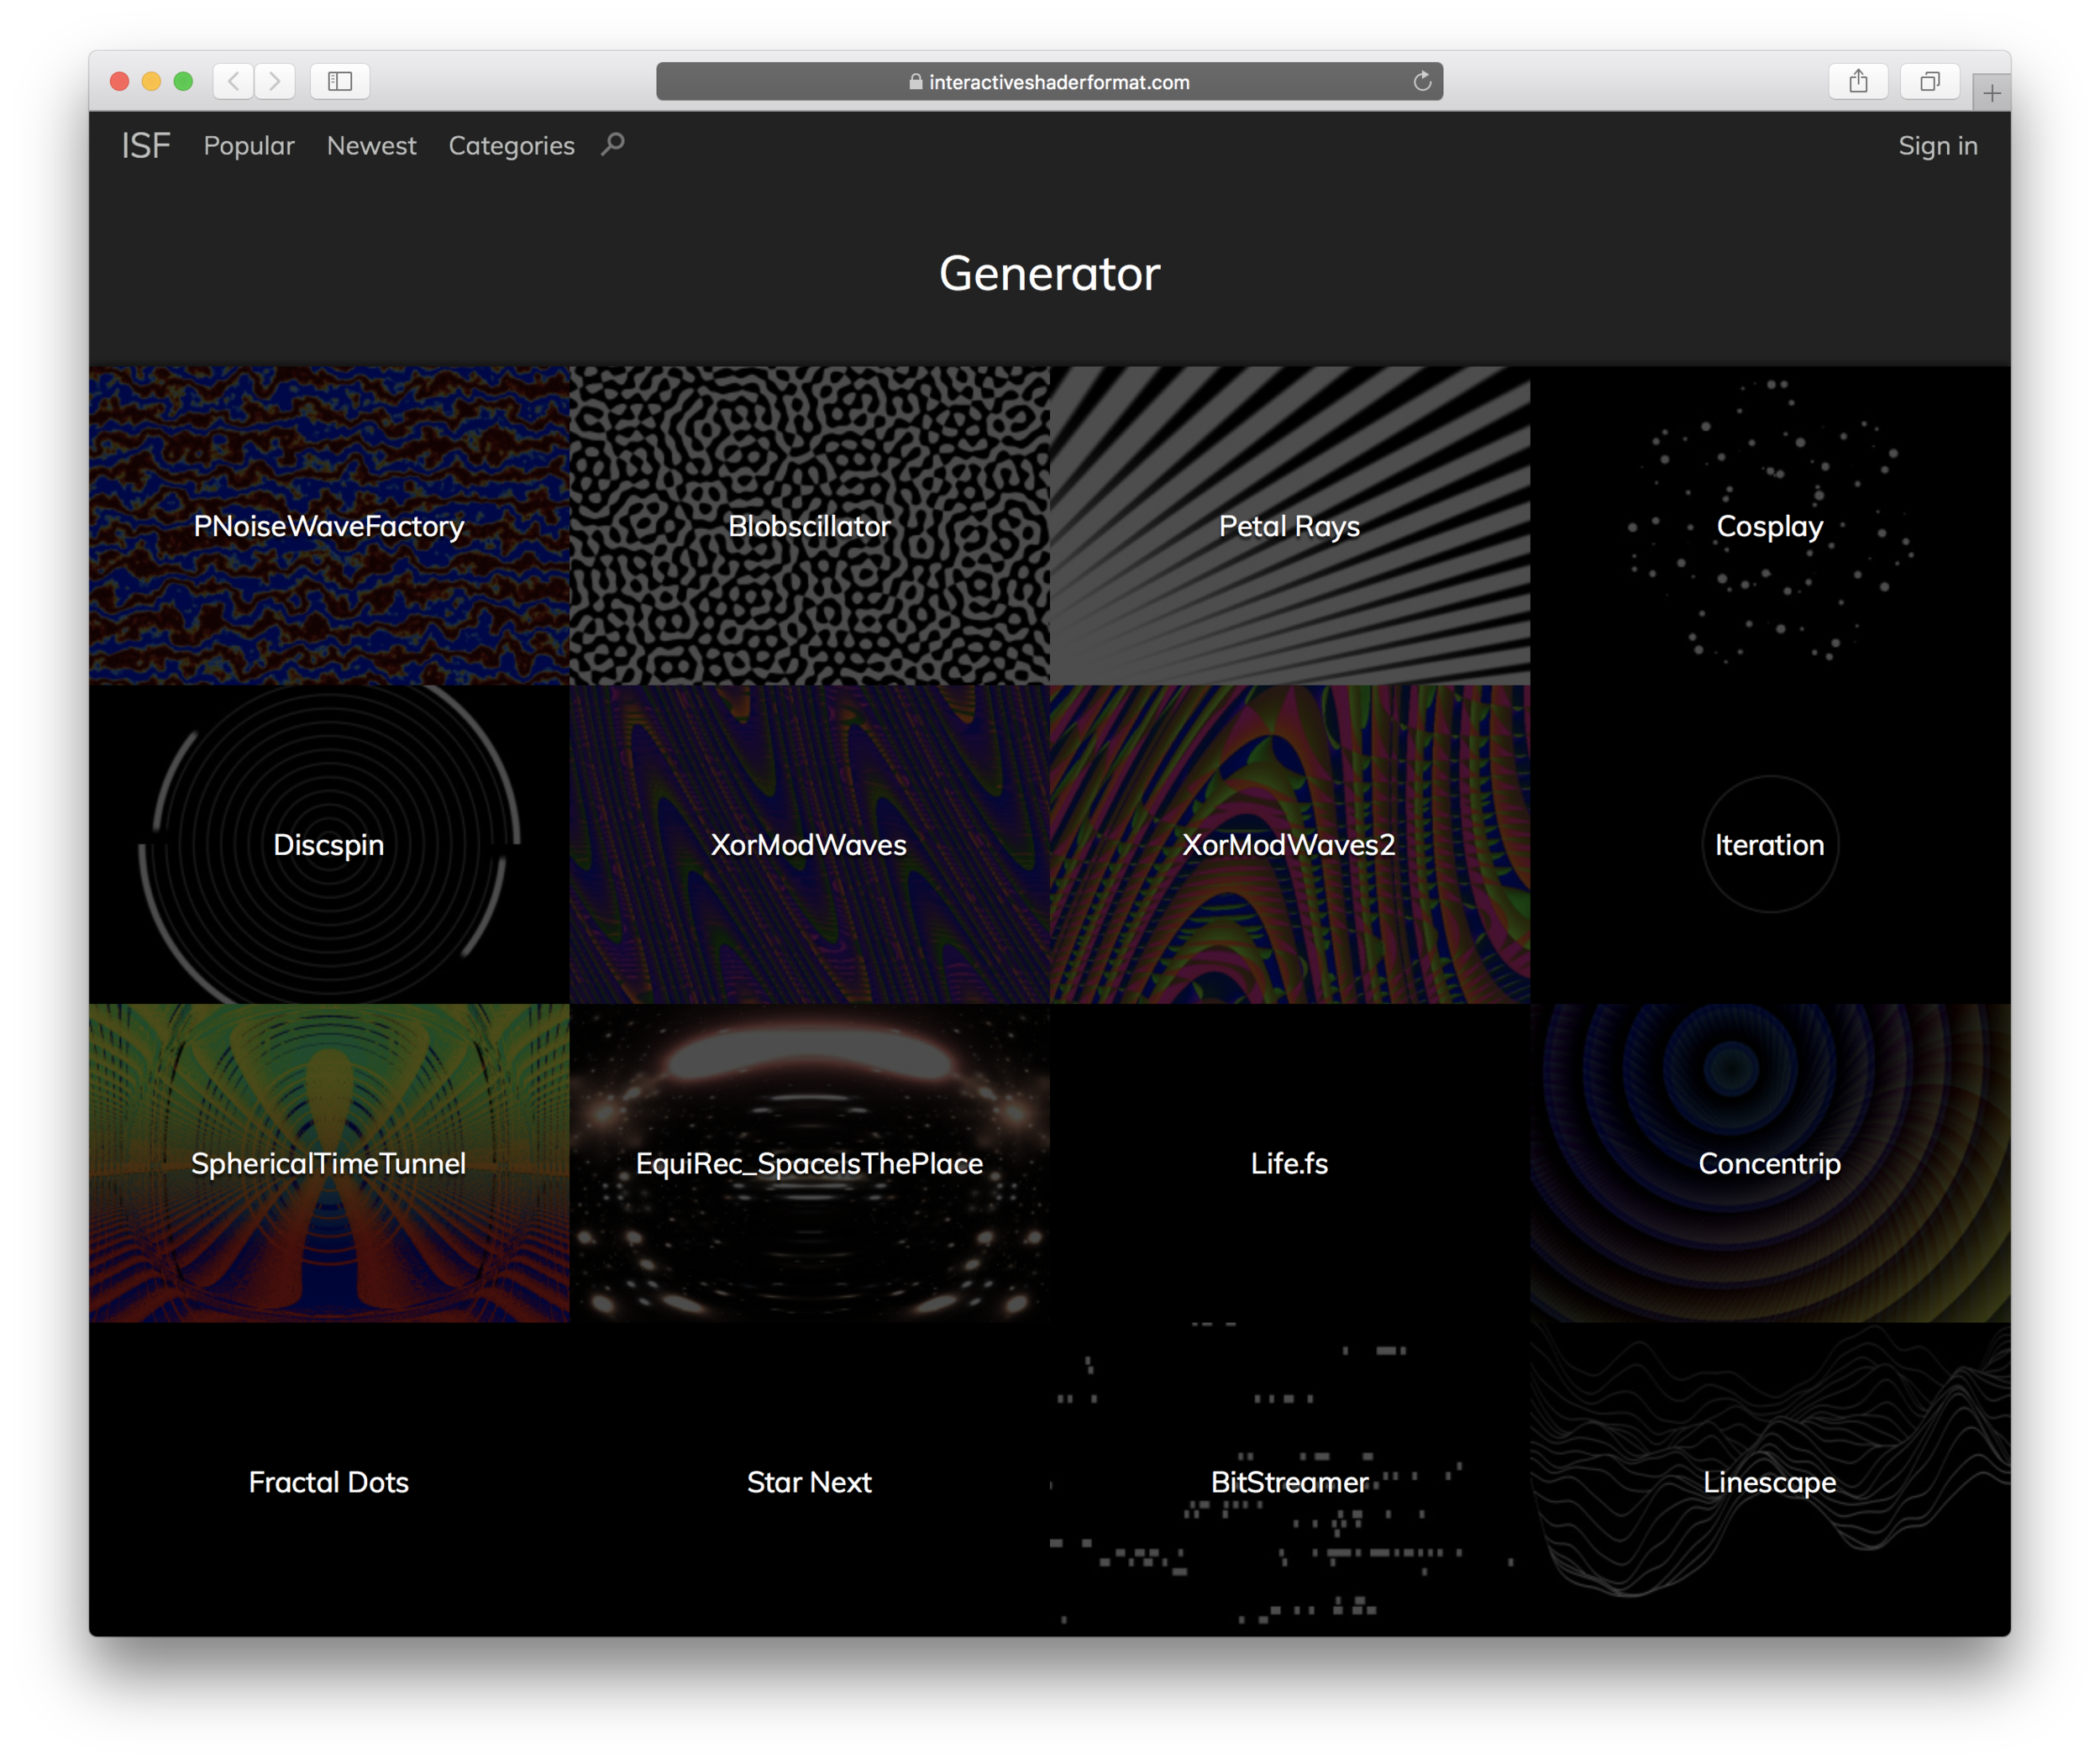 interactiveshaderformat.com
ISF Popular Newest Categories Sign in
Generator
PNoiseWaveFactory Blobscillator Petal Rays Cosplay
Discspin XorModWaves XorModWaves2 Iteration
SphericalTimeTunnel EquiRec_SpaceIsThePlace Life.fs Concentrip
Fractal Dots Star Next BitStreamer Linescape